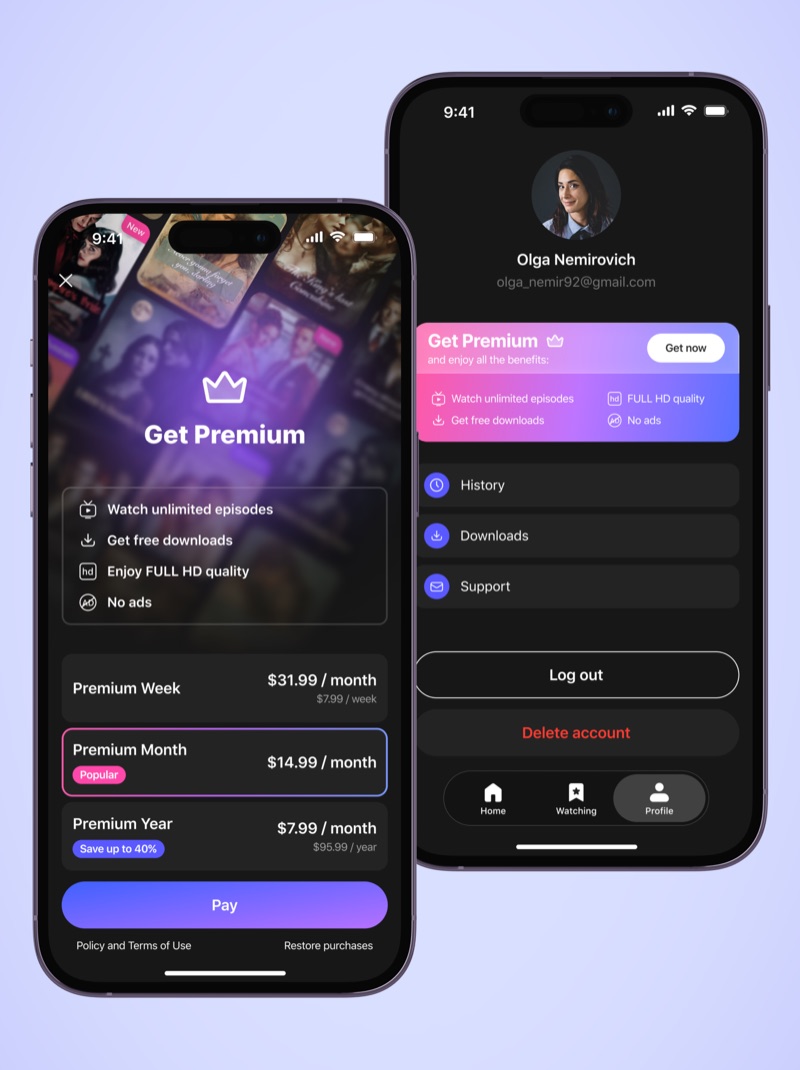 9:41
New
Get Premium
Watch unlimited episodes
Get free downloads
Enjoy FULL HD quality
No ads
Premium Week
$31.99 / month
$7.99 / week
Premium Month
Popular
$14.99 / month
Premium Year
Save up to 40%
$7.99 / month
$95.99 / year
Pay
Policy and Terms of Use
Restore purchases
9:41
Olga Nemirovich
olga_nemir92@gmail.com
Get Premium
and enjoy all the benefits:
Get now
Watch unlimited episodes
hd FULL HD quality
Get free downloads
AD No ads
History
Downloads
Support
Log out
Delete account
Home
Watching
Profile